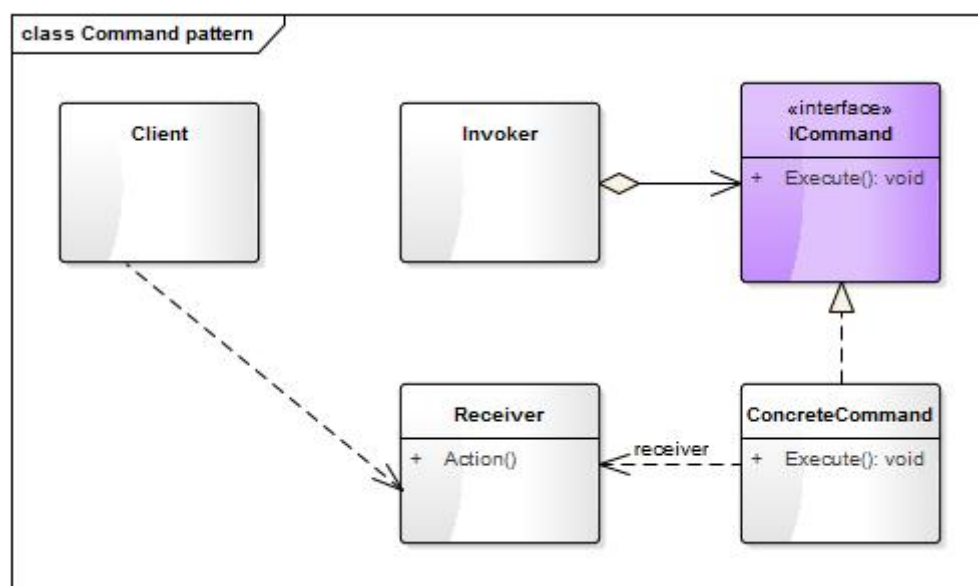 class Command pattern
Client
Invoker
«interface»
ICommand
+ Execute(): void
Receiver
+ Action()
receiver
ConcreteCommand
+ Execute(): void